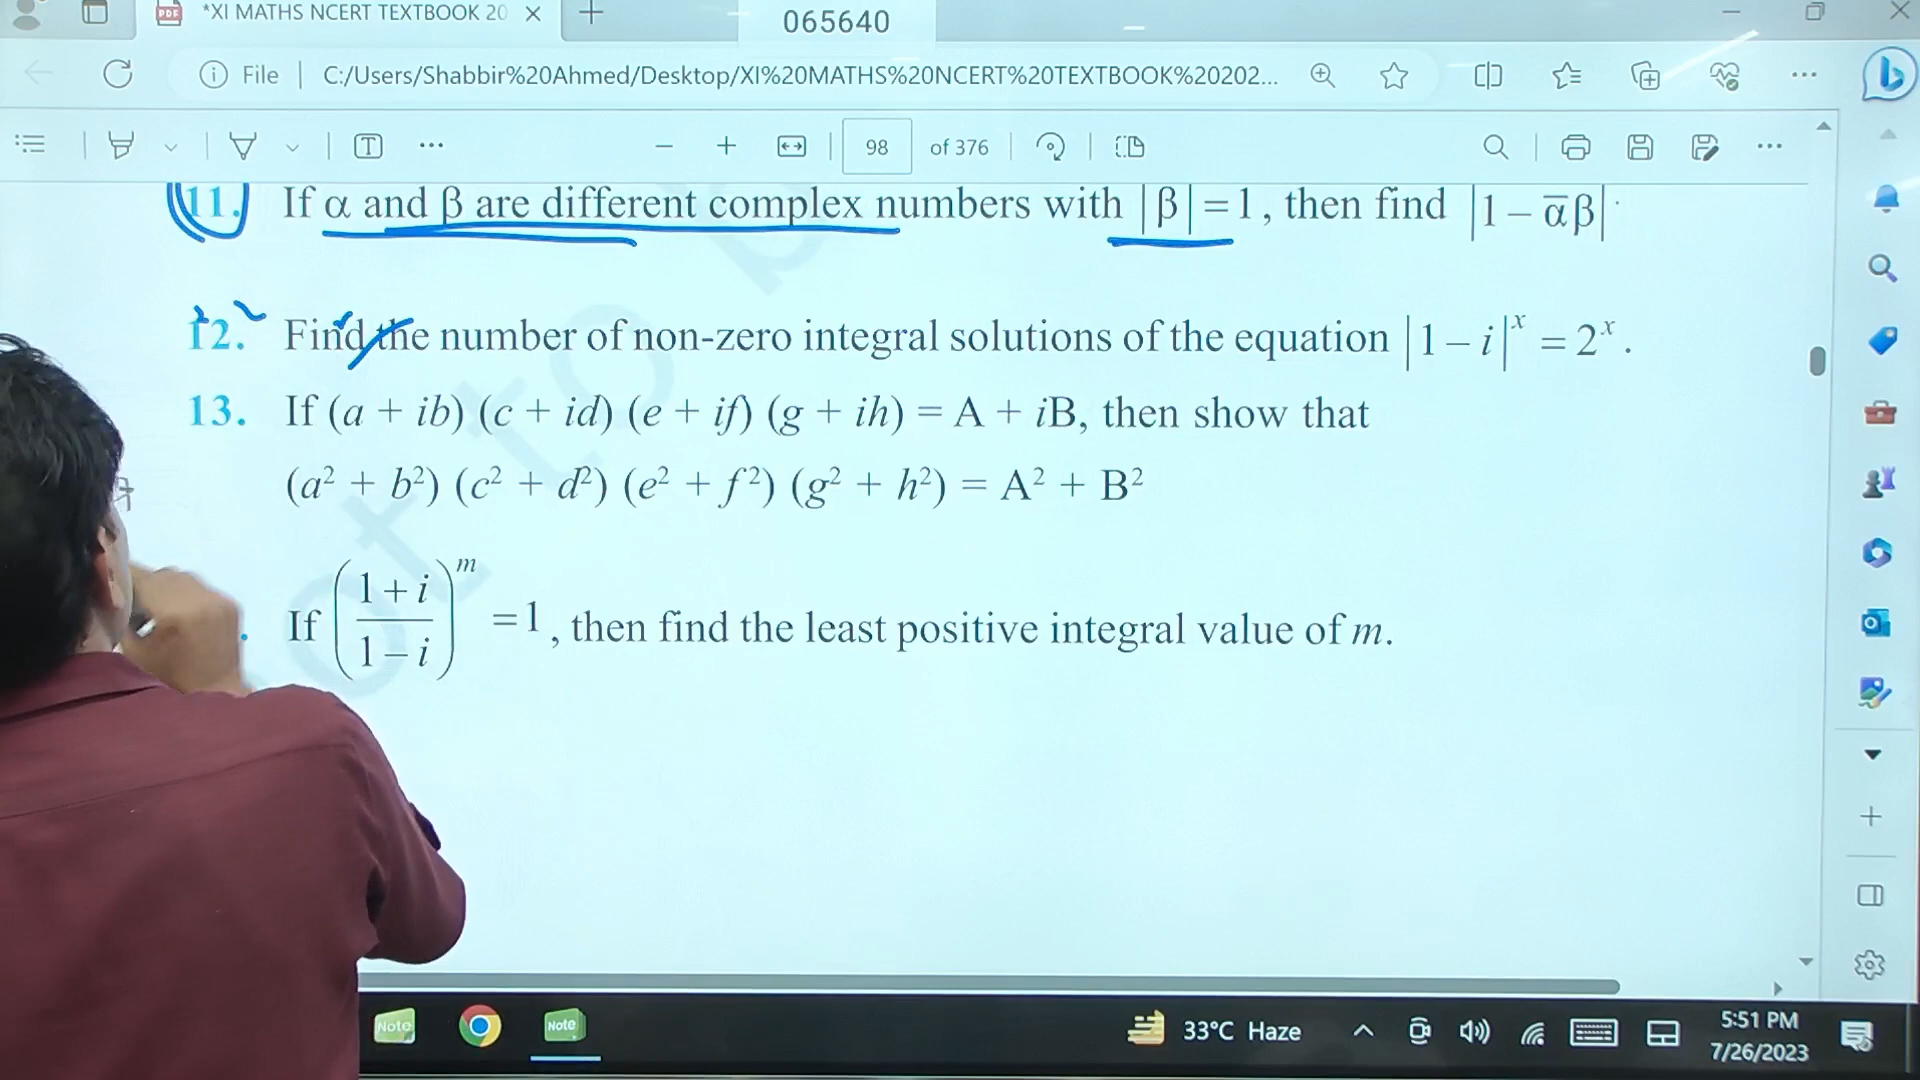 *XI MATHS NCERT TEXTBOOK 20
065640
File | C:/Users/Shabbir%20Ahmed/Desktop/XI%20MATHS%20NCERT%20TEXTBOOK%20202...
98 of 376
11. If α and β are different complex numbers with |β| = 1, then find |1 − ᾱβ|
12. Find the number of non-zero integral solutions of the equation |1 − i|ˣ = 2ˣ.
13. If (a + ib) (c + id) (e + if) (g + ih) = A + iB, then show that
(a² + b²) (c² + d²) (e² + f²) (g² + h²) = A² + B²
If ((1 + i)/(1 − i))ᵐ = 1, then find the least positive integral value of m.
Note
Note
33°C Haze
5:51 PM
7/26/2023